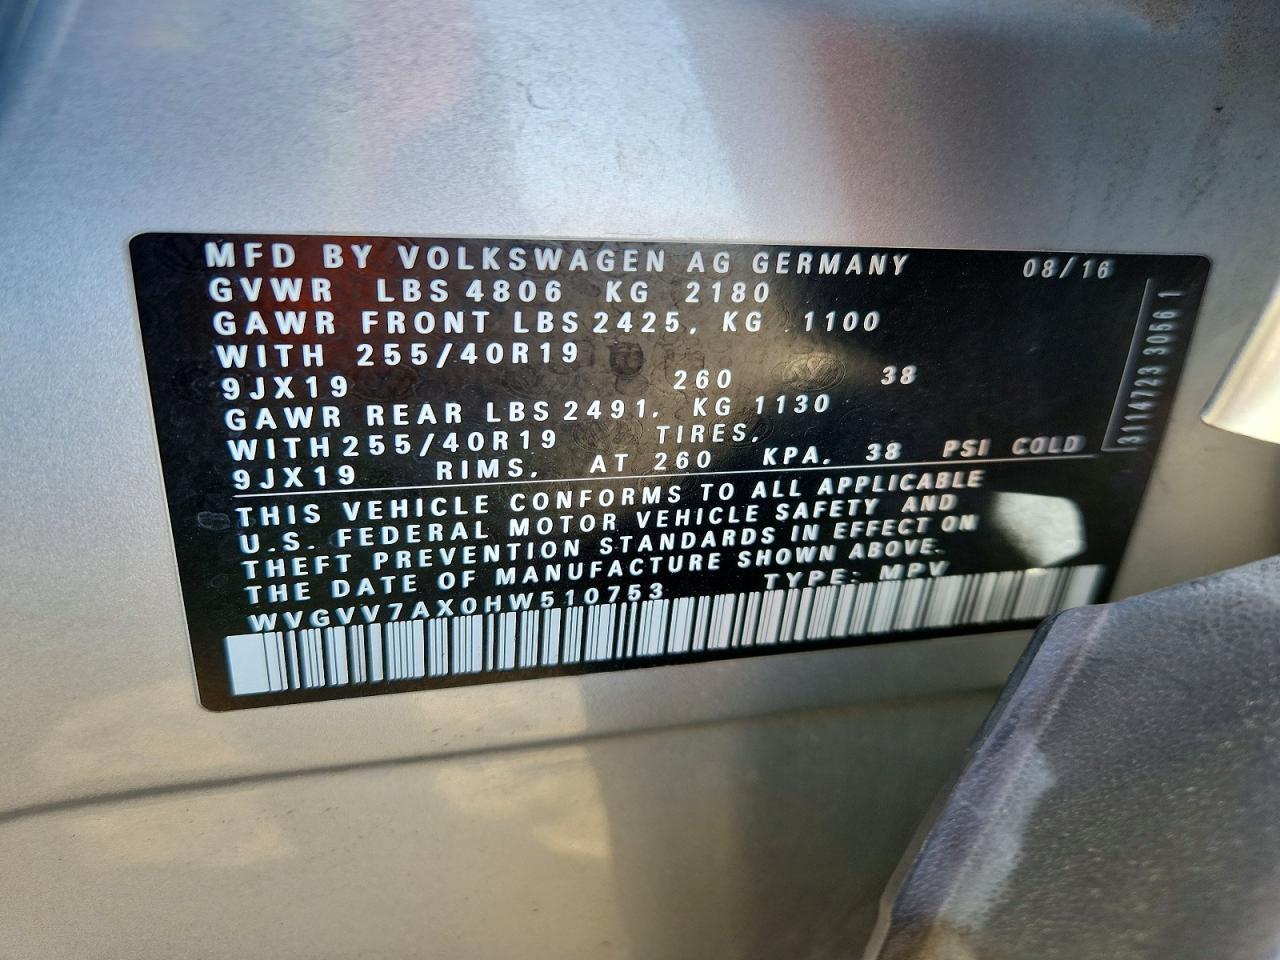 MFD BY VOLKSWAGEN AG GERMANY 08/16
GVWR LBS 4806 KG 2180
GAWR FRONT LBS 2425, KG 1100
WITH 255/40R19
9JX19 260 38
GAWR REAR LBS 2491, KG 1130
WITH 255/40R19 TIRES,
9JX19 RIMS, AT 260 KPA, 38 PSI COLD
THIS VEHICLE CONFORMS TO ALL APPLICABLE
U.S. FEDERAL MOTOR VEHICLE SAFETY AND
THEFT PREVENTION STANDARDS IN EFFECT ON
THE DATE OF MANUFACTURE SHOWN ABOVE.
WVGVV7AX0HW510753 TYPE: MPV
3114723 30561